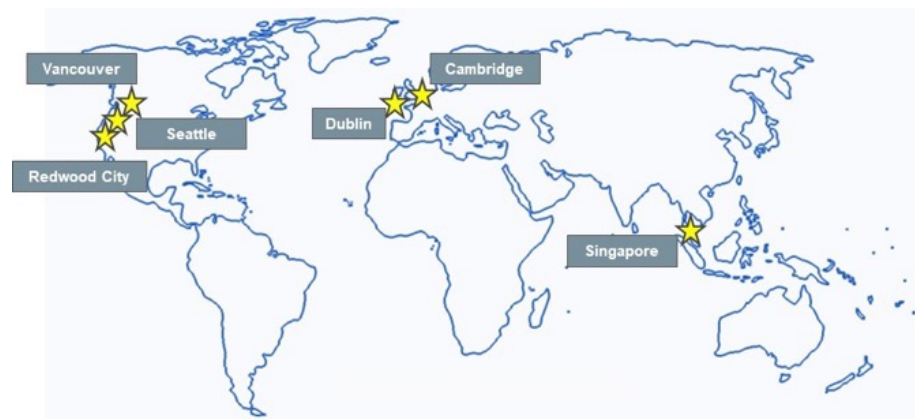 Vancouver
Cambridge
Dublin
Seattle
Redwood City
Singapore